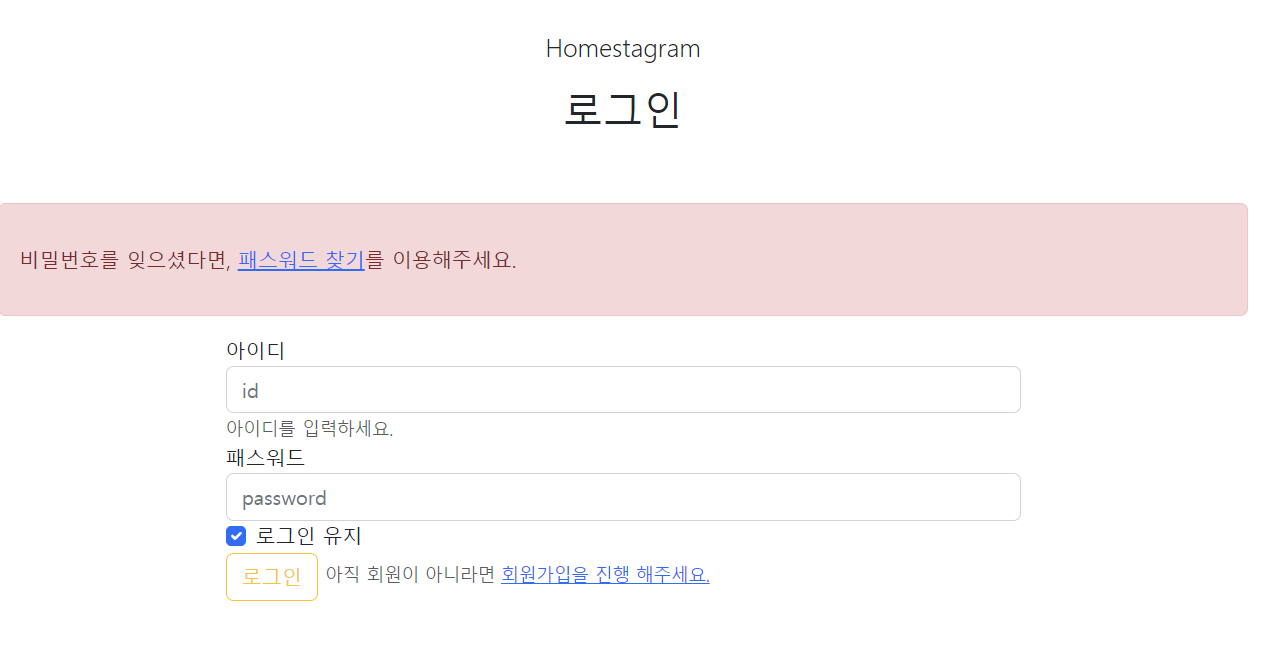 Homestagram
로그인
비밀번호를 잊으셨다면, 패스워드 찾기를 이용해주세요.
아이디
id
아이디를 입력하세요.
패스워드
password
로그인 유지
로그인 아직 회원이 아니라면 회원가입을 진행 해주세요.